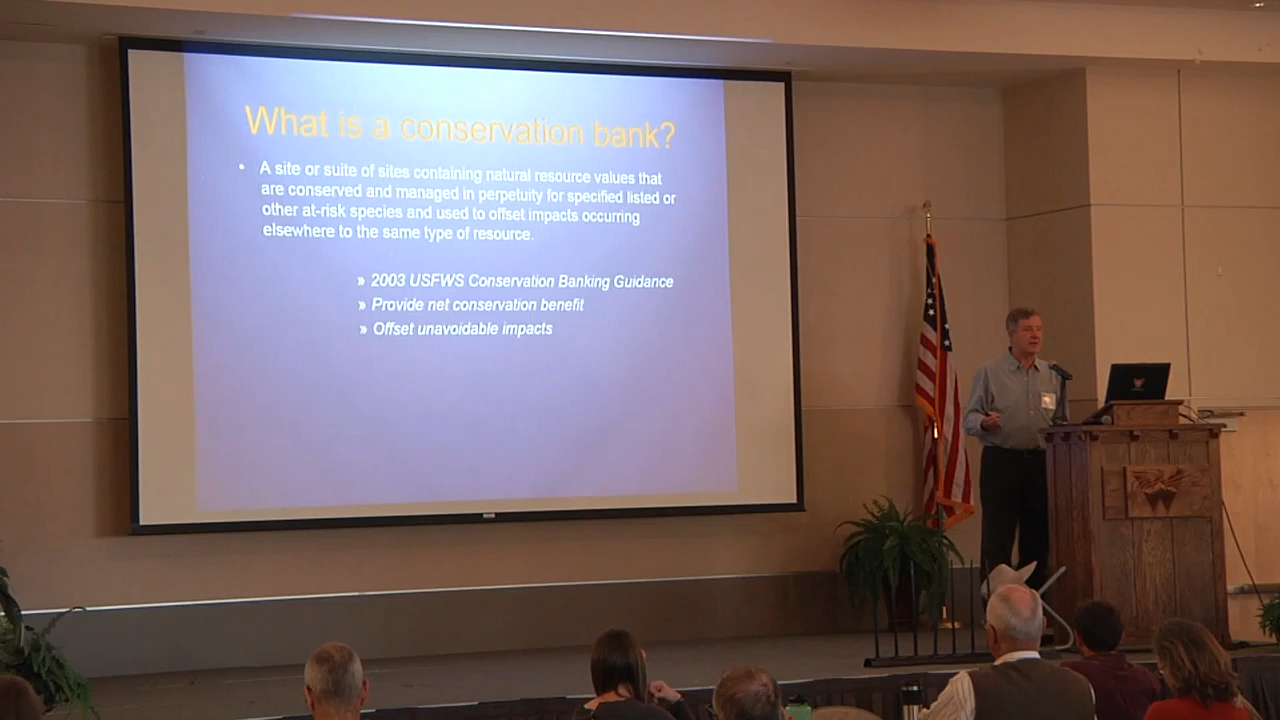 What is a conservation bank?
• A site or suite of sites containing natural resource values that
are conserved and managed in perpetuity for specified listed or
other at-risk species and used to offset impacts occurring
elsewhere to the same type of resource.
» 2003 USFWS Conservation Banking Guidance
» Provide net conservation benefit
» Offset unavoidable impacts